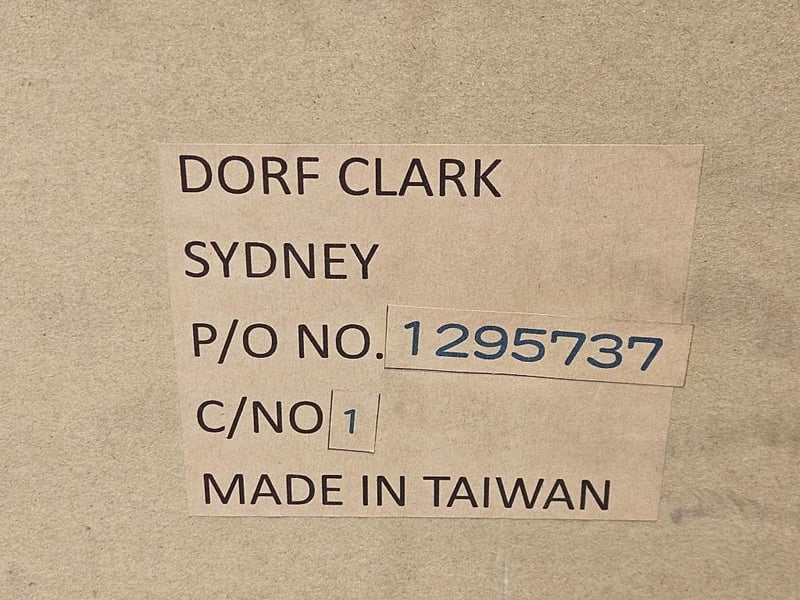 DORF CLARK
SYDNEY
P/O NO. 1295737
C/NO 1
MADE IN TAIWAN